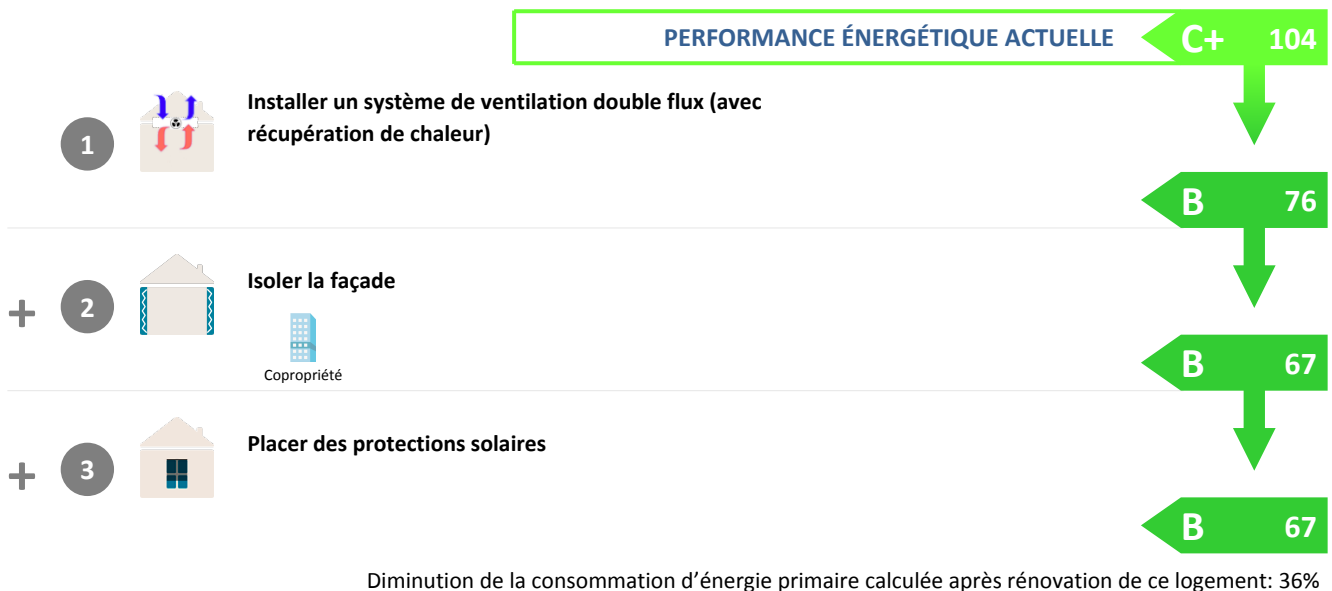 PERFORMANCE ÉNERGÉTIQUE ACTUELLE C+ 104
1 Installer un système de ventilation double flux (avec
récupération de chaleur)
B 76
+ 2 Isoler la façade
Copropriété
B 67
+ 3 Placer des protections solaires
B 67
Diminution de la consommation d’énergie primaire calculée après rénovation de ce logement: 36%